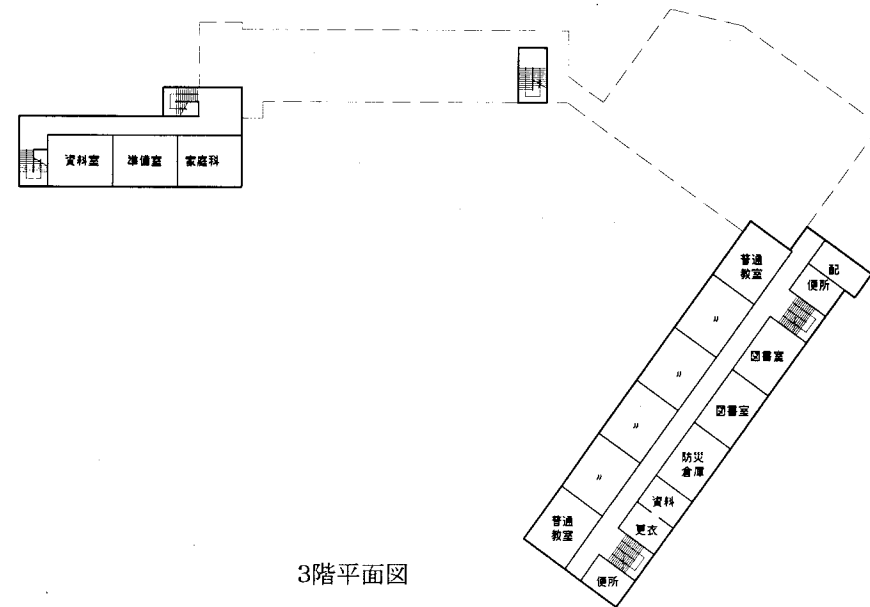 資料室
準備室
家庭科
普通
教室
〃
〃
〃
〃
普通
教室
配
便所
図書室
図書室
防災
倉庫
資料
更衣
便所
3階平面図